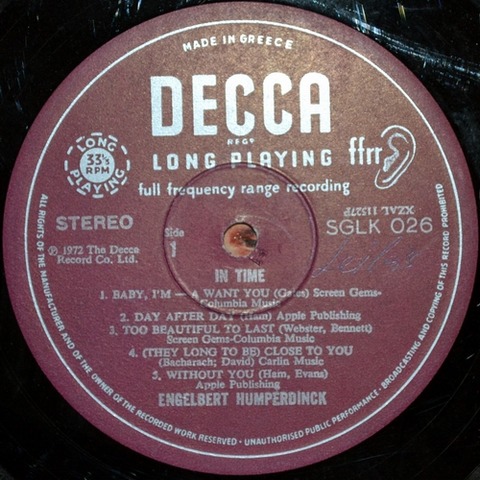 MADE IN GREECE
DECCA
REGD
LONG PLAYING
ffrr
full frequency range recording
LONG PLAYING
33⅓ RPM
STEREO
Side
1
SGLK 026
XZAL 11527P
℗ 1972 The Decca
Record Co. Ltd.
IN TIME
1. BABY, I'M — A WANT YOU (Gates) Screen Gems-
Columbia Music
2. DAY AFTER DAY (Ham) Apple Publishing
3. TOO BEAUTIFUL TO LAST (Webster, Bennett)
Screen Gem-Columbia Music
4. (THEY LONG TO BE) CLOSE TO YOU
(Bacharach; David) Carlin Music
5. WITHOUT YOU (Ham, Evans)
Apple Publishing
ENGELBERT HUMPERDINCK
ALL RIGHTS OF THE MANUFACTURER AND OF THE OWNER OF THE RECORDED WORK RESERVED · UNAUTHORISED PUBLIC PERFORMANCE · BROADCASTING AND COPYING OF THIS RECORD PROHIBITED